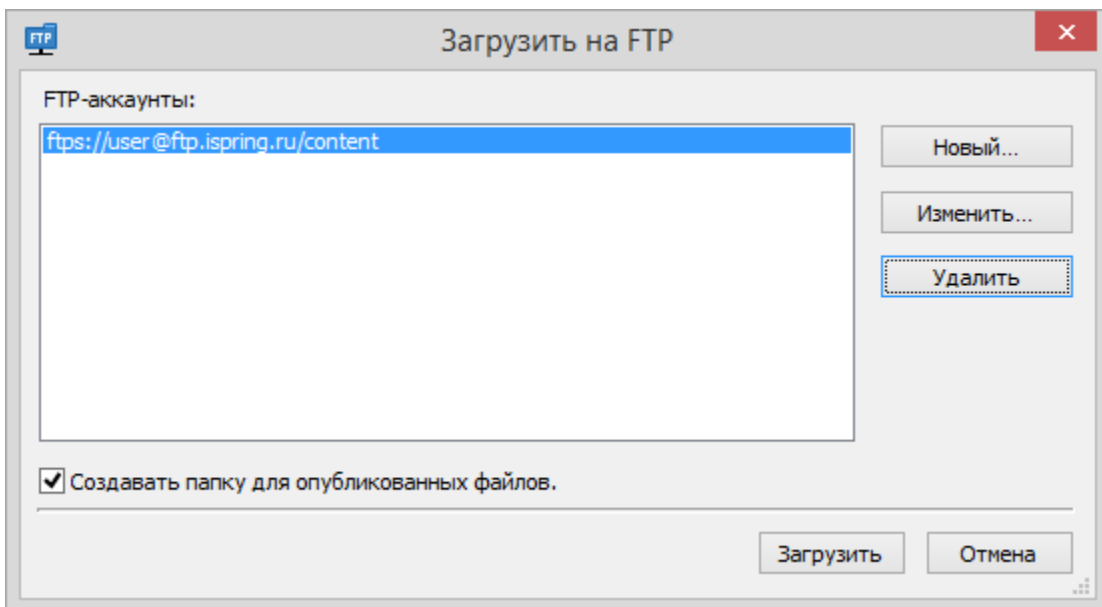 FTP
Загрузить на FTP
FTP-аккаунты:
ftps://user@ftp.ispring.ru/content
Новый...
Изменить...
Удалить
Создавать папку для опубликованных файлов.
Загрузить
Отмена